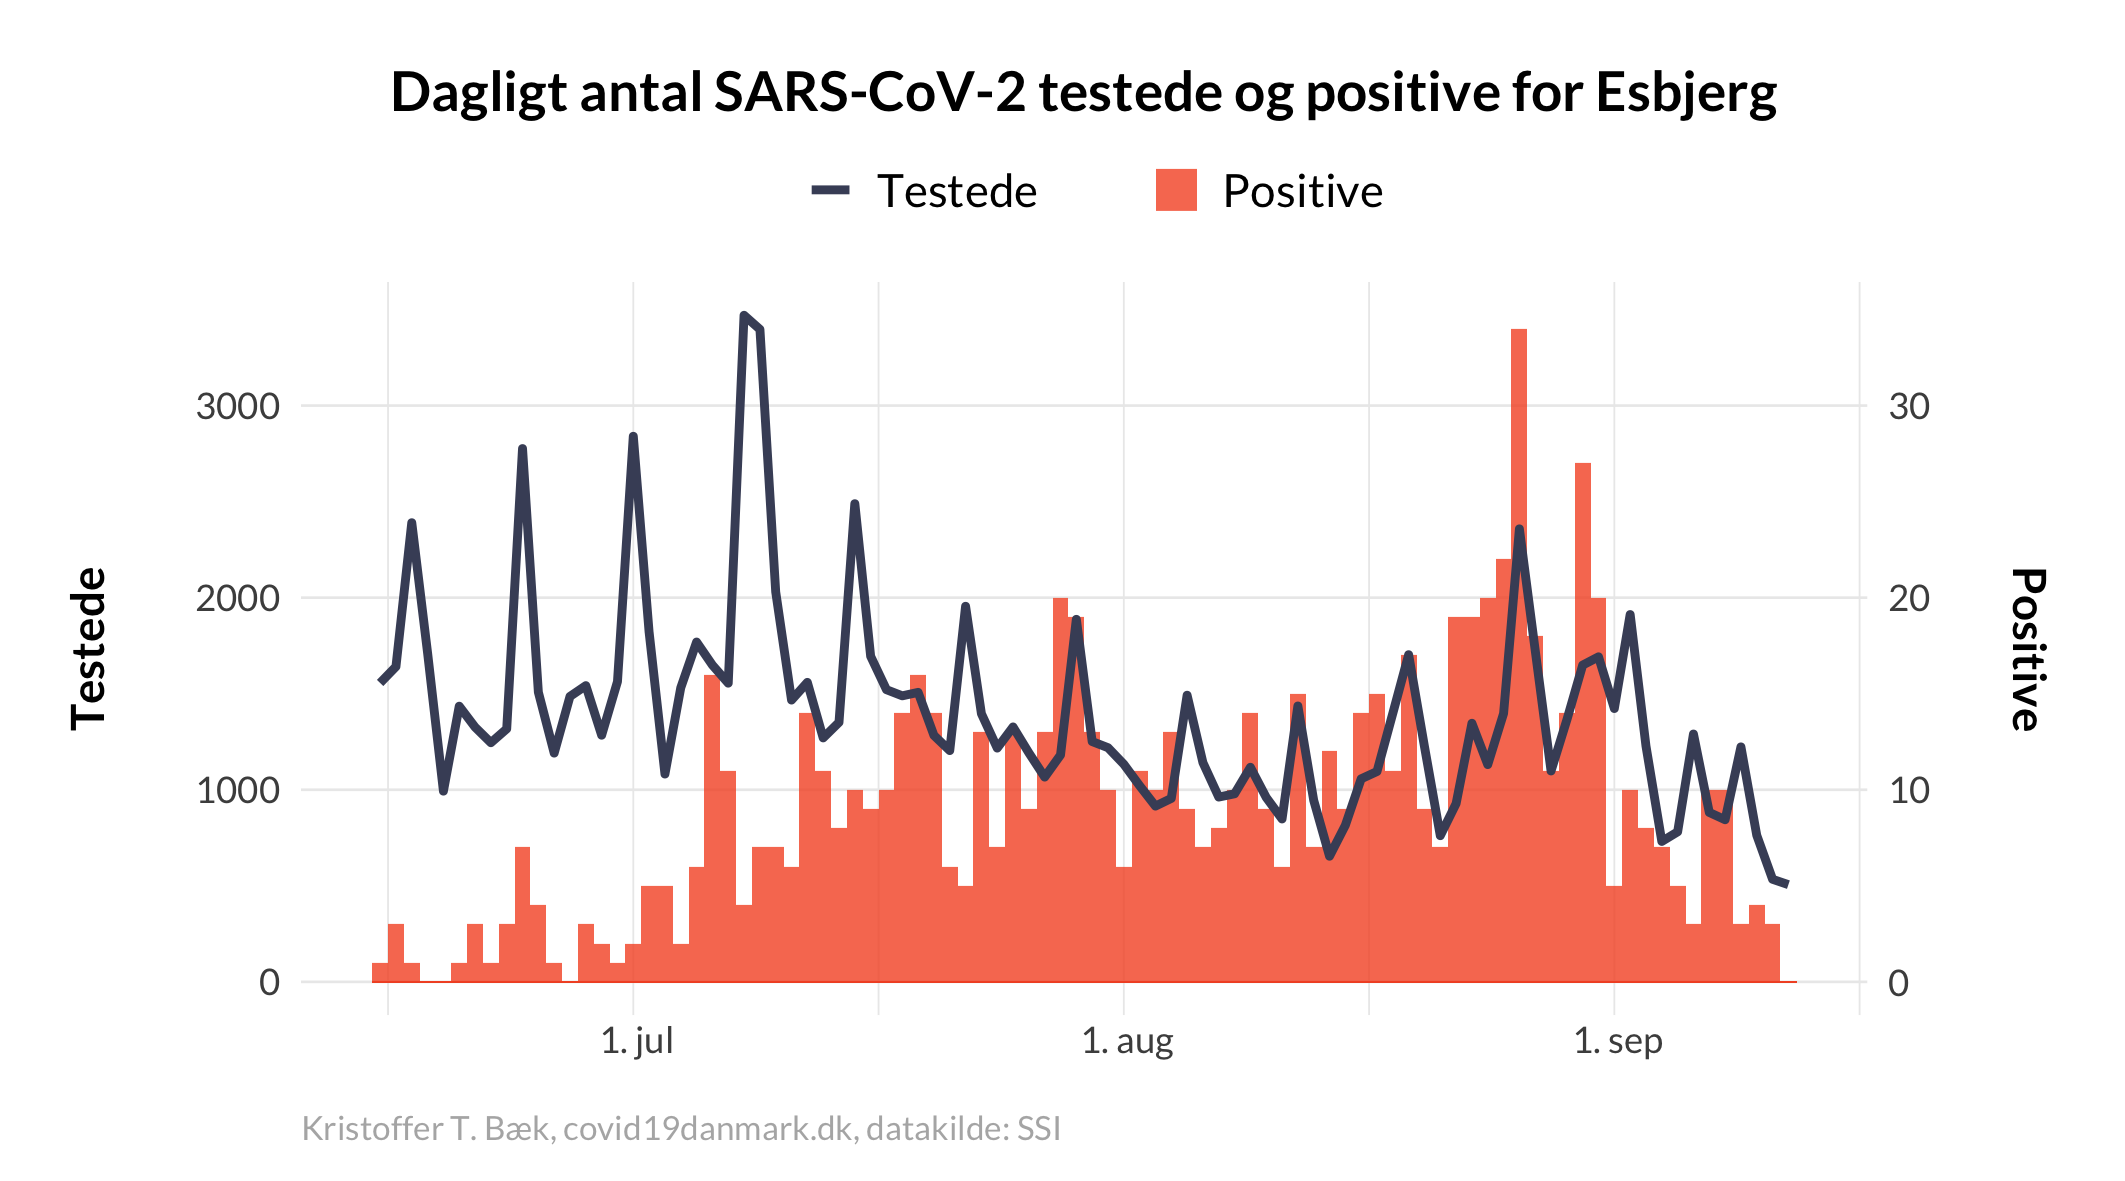 Dagligt antal SARS-CoV-2 testede og positive for Esbjerg
Testede
Positive
3000
2000
1000
0
Testede
30
20
10
0
Positive
1. jul
1. aug
1. sep
Kristoffer T. Bæk, covid19danmark.dk, datakilde: SSI